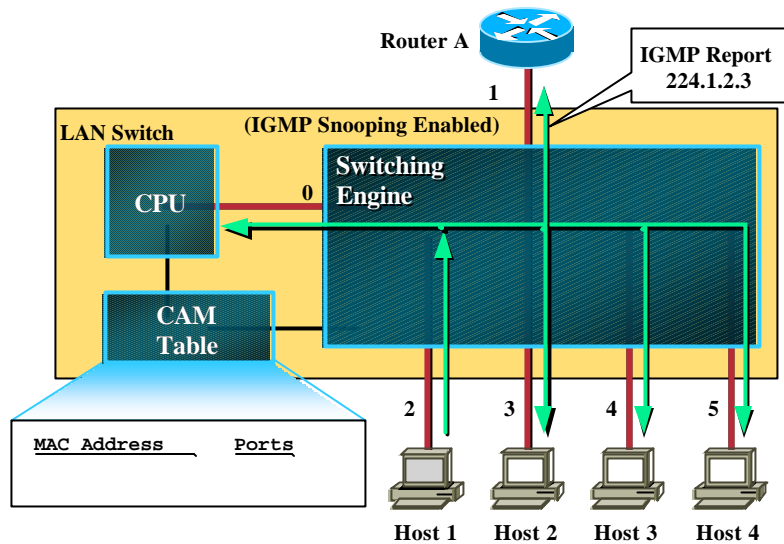 Router A
IGMP Report
224.1.2.3
1
LAN Switch
(IGMP Snooping Enabled)
Switching
Engine
CPU
0
CAM
Table
2
3
4
5
MAC Address
Ports
Host 1
Host 2
Host 3
Host 4